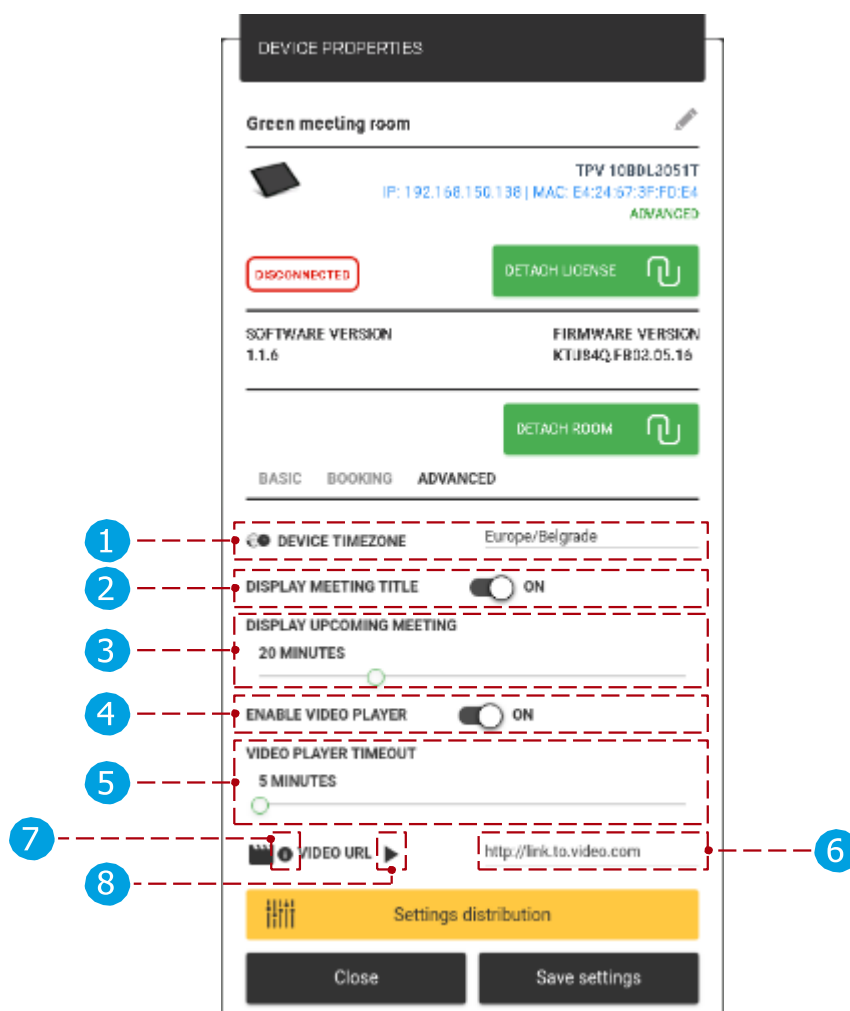 DEVICE PROPERTIES
Green meeting room
TPV 10BDL3051T
IP: 192.168.150.138 | MAC: E4:24:67:3F:FD:E4
ADVANCED
DISCONNECTED
DETACH LICENSE
SOFTWARE VERSION
FIRMWARE VERSION
1.1.6
KTU84Q.FB03.05.16
DETACH ROOM
BASIC BOOKING ADVANCED
1 DEVICE TIMEZONE Europe/Belgrade
2 DISPLAY MEETING TITLE ON
DISPLAY UPCOMING MEETING
3 20 MINUTES
4 ENABLE VIDEO PLAYER ON
VIDEO PLAYER TIMEOUT
5 5 MINUTES
7 VIDEO URL http://link.to.video.com 6
8
Settings distribution
Close Save settings